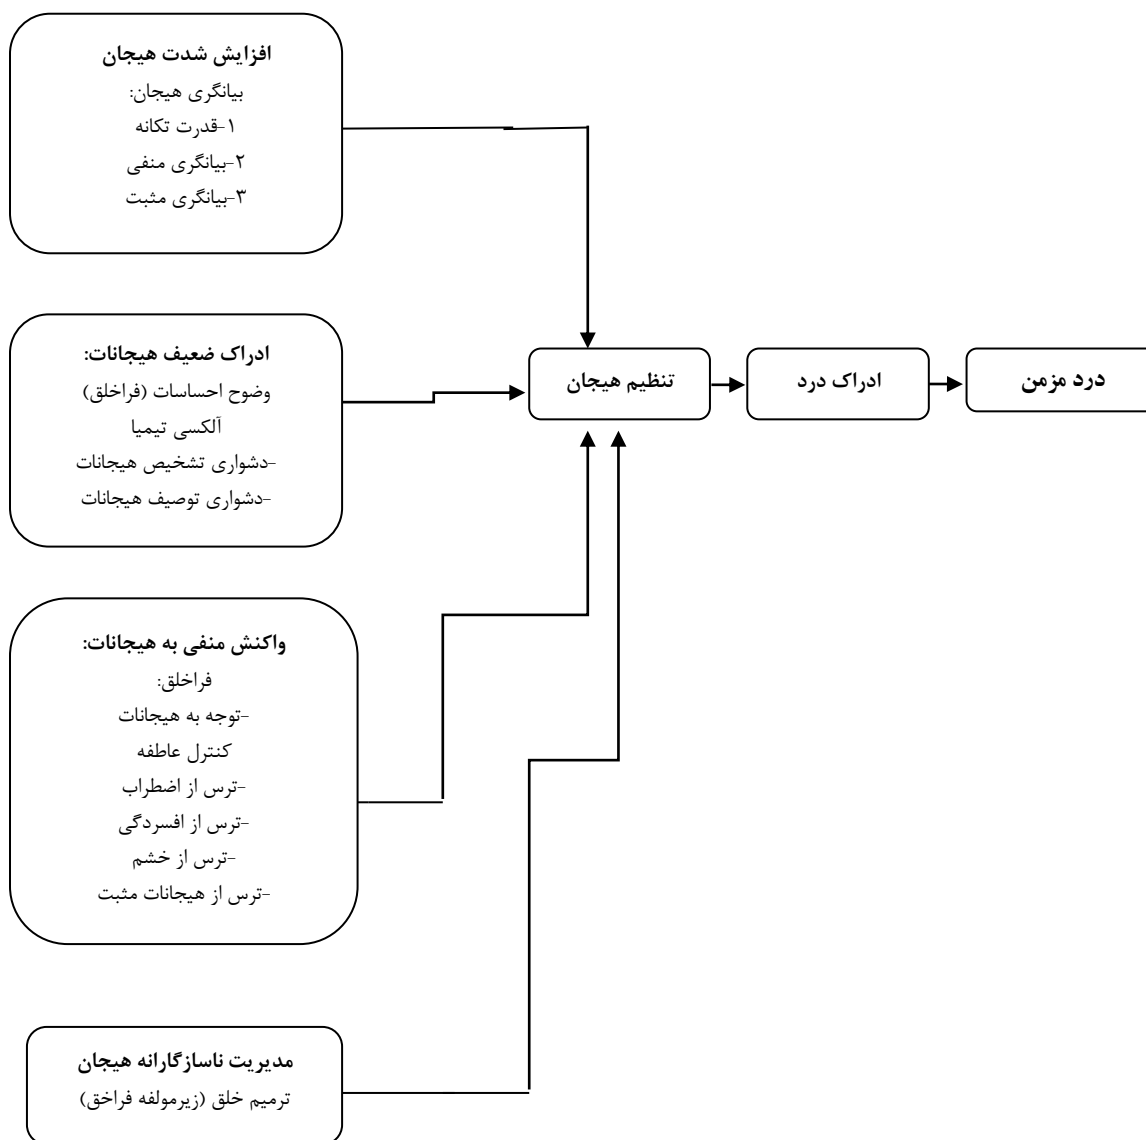 افزایش شدت هیجان
بیانگری هیجان:
۱-قدرت تکانه
۲-بیانگری منفی
۳-بیانگری مثبت
ادراک ضعیف هیجانات:
وضوح احساسات (فراخلق)
آلکسی تیمیا
-دشواری تشخیص هیجانات
-دشواری توصیف هیجانات
تنظیم هیجان
ادراک درد
درد مزمن
واکنش منفی به هیجانات:
فراخلق:
-توجه به هیجانات
کنترل عاطفه
-ترس از اضطراب
-ترس از افسردگی
-ترس از خشم
-ترس از هیجانات مثبت
مدیریت ناسازگارانه هیجان
ترمیم خلق (زیرمولفه فراخق)